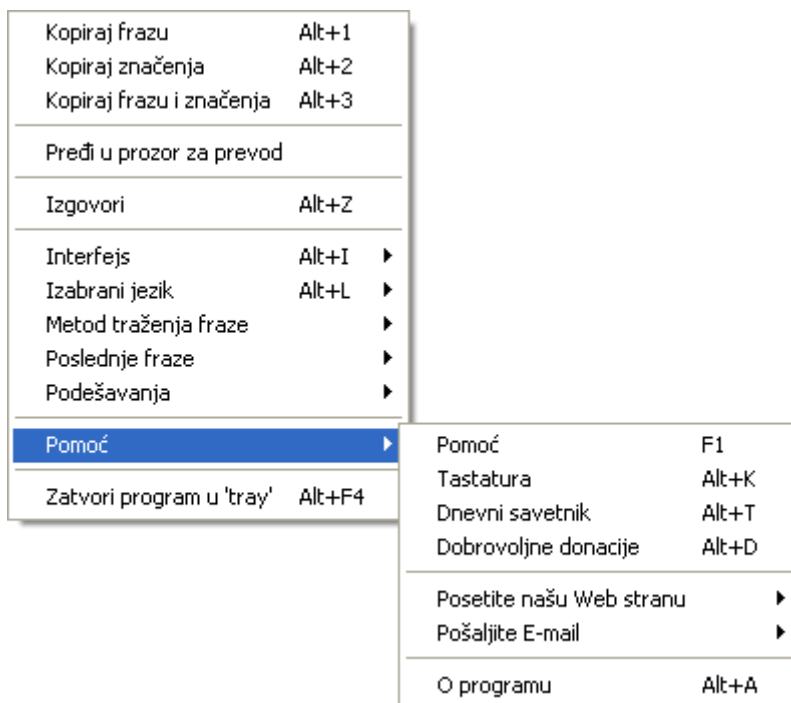 Kopiraj frazu Alt+1
Kopiraj značenja Alt+2
Kopiraj frazu i značenja Alt+3
Pređi u prozor za prevod
Izgovori Alt+Z
Interfejs Alt+I
Izabrani jezik Alt+L
Metod traženja fraze
Poslednje fraze
Podešavanja
Pomoć
Zatvori program u 'tray' Alt+F4
Pomoć F1
Tastatura Alt+K
Dnevni savetnik Alt+T
Dobrovoljne donacije Alt+D
Posetite našu Web stranu
Pošaljite E-mail
O programu Alt+A